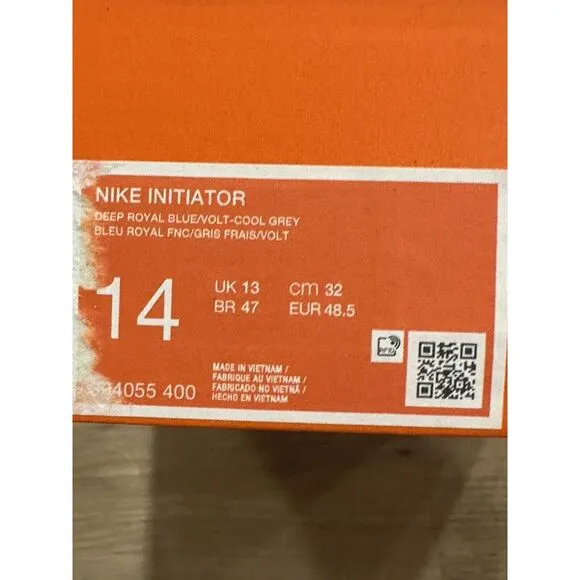 NIKE INITIATOR
DEEP ROYAL BLUE/VOLT-COOL GREY
BLEU ROYAL FNC/GRIS FRAIS/VOLT
14
UK 13 cm 32
BR 47 EUR 48.5
RFID
MADE IN VIETNAM /
FABRIQUE AU VIETNAM /
FABRICADO NO VIETNÃ /
HECHO EN VIETNAM
400